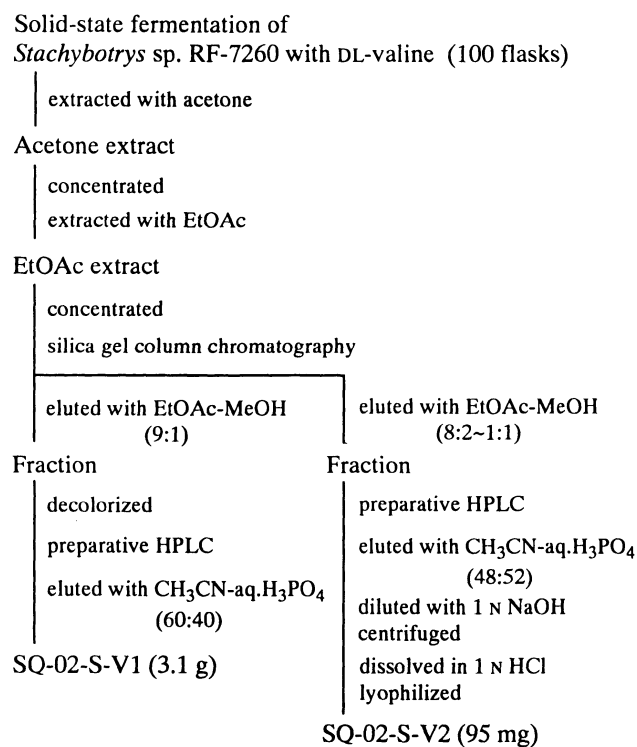 Solid-state fermentation of
Stachybotrys sp. RF-7260 with DL-valine (100 flasks)
extracted with acetone
Acetone extract
concentrated
extracted with EtOAc
EtOAc extract
concentrated
silica gel column chromatography
eluted with EtOAc-MeOH
(9:1)
Fraction
decolorized
preparative HPLC
eluted with CH₃CN-aq.H₃PO₄
(60:40)
SQ-02-S-V1 (3.1 g)
eluted with EtOAc-MeOH
(8:2~1:1)
Fraction
preparative HPLC
eluted with CH₃CN-aq.H₃PO₄
(48:52)
diluted with 1 N NaOH
centrifuged
dissolved in 1 N HCl
lyophilized
SQ-02-S-V2 (95 mg)